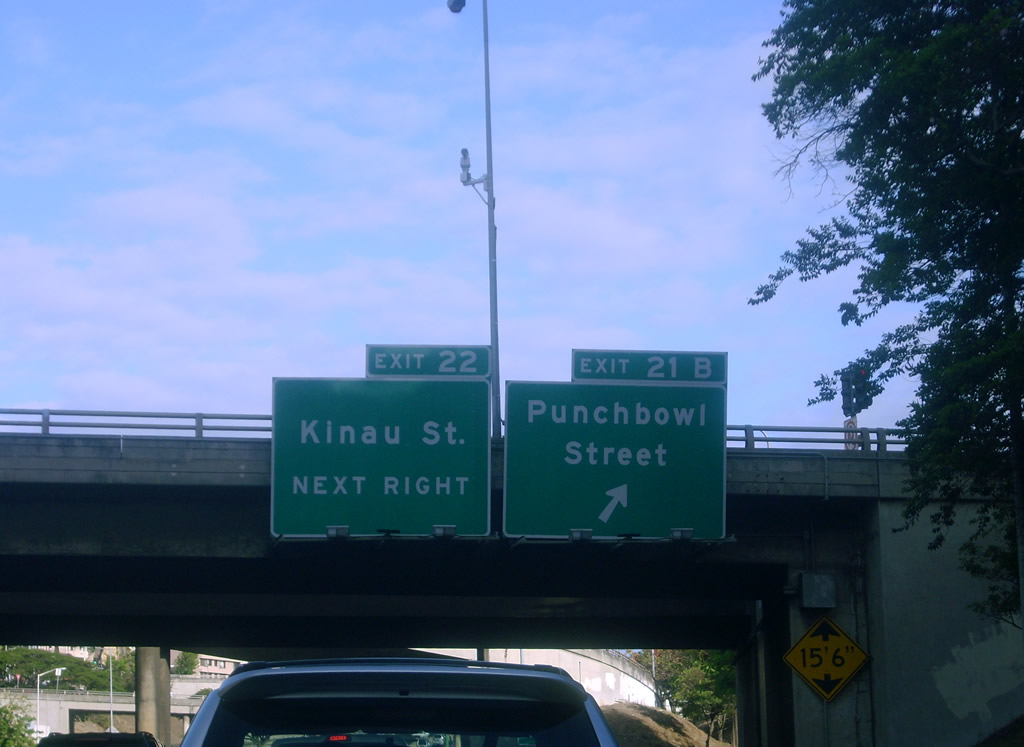 EXIT 22
Kinau St.
NEXT RIGHT
EXIT 21 B
Punchbowl
Street
15'6"